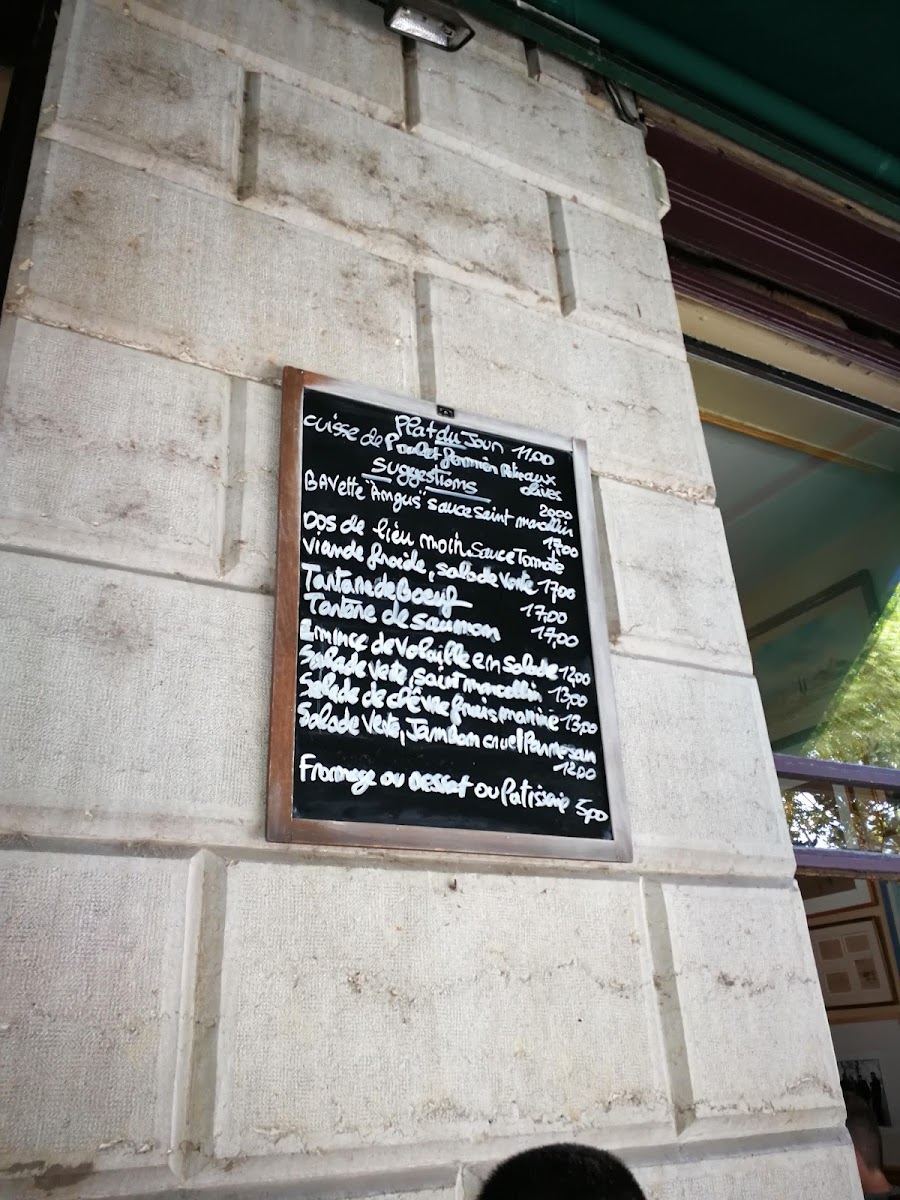 Plat du Jour 11,00
cuisse de Poulet fermier Poivreaux
olives
Suggestions
BAVette "Angus" sauce Saint marcellin 20,00
DOS de lieu noir, Sauce Tomate 17,00
Viande froide, salade verte 17,00
Tartare de Boeuf 17,00
Tartare de saumon 17,00
Emincé de Volaille en Salade 12,00
Salade verte, saint marcellin 13,00
Salade de chèvre frais mariné 13,00
Salade Verte, Jambon cru et Parmesan
12,00
Fromage ou Dessert ou Patisserie 5,00